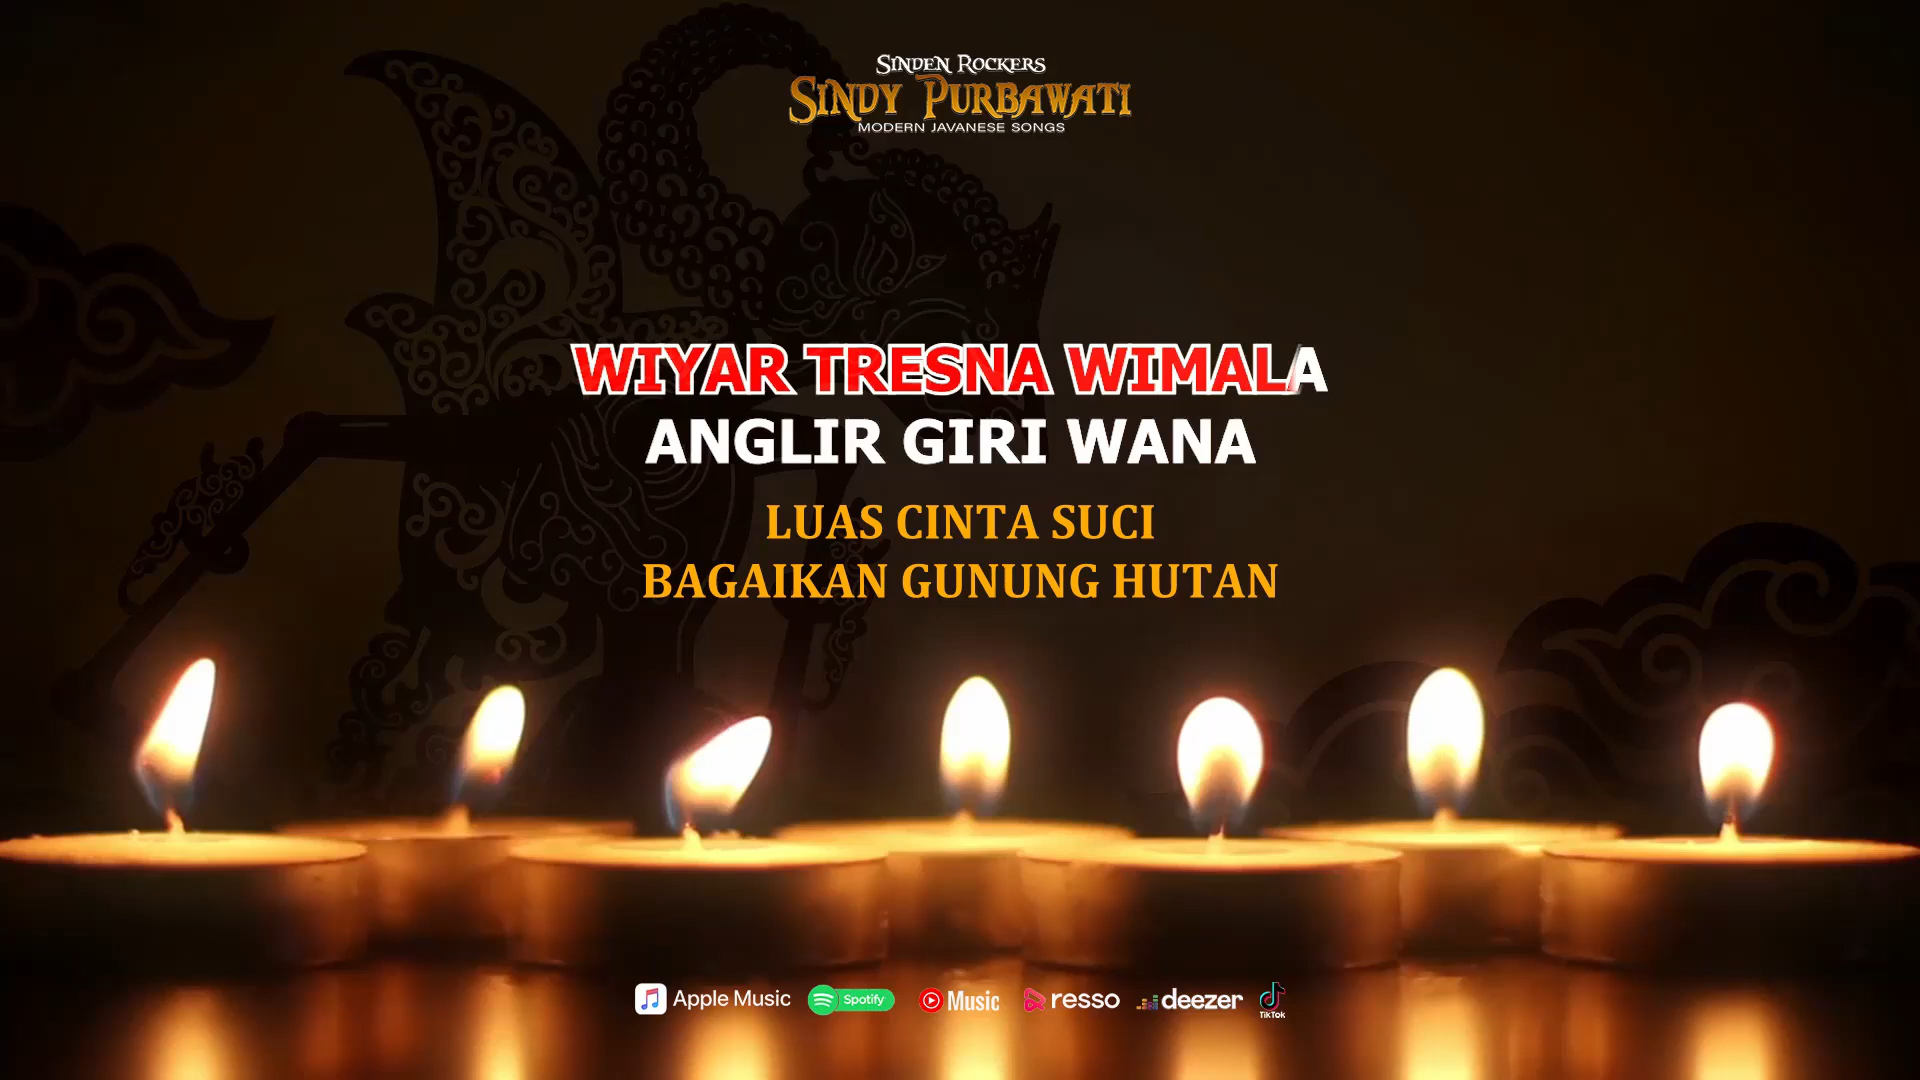 SINDEN ROCKERS
SINDY PURBAWATI
MODERN JAVANESE SONGS
WIYAR TRESNA WIMALA
ANGLIR GIRI WANA
LUAS CINTA SUCI
BAGAIKAN GUNUNG HUTAN
Apple Music Spotify Music resso deezer TikTok